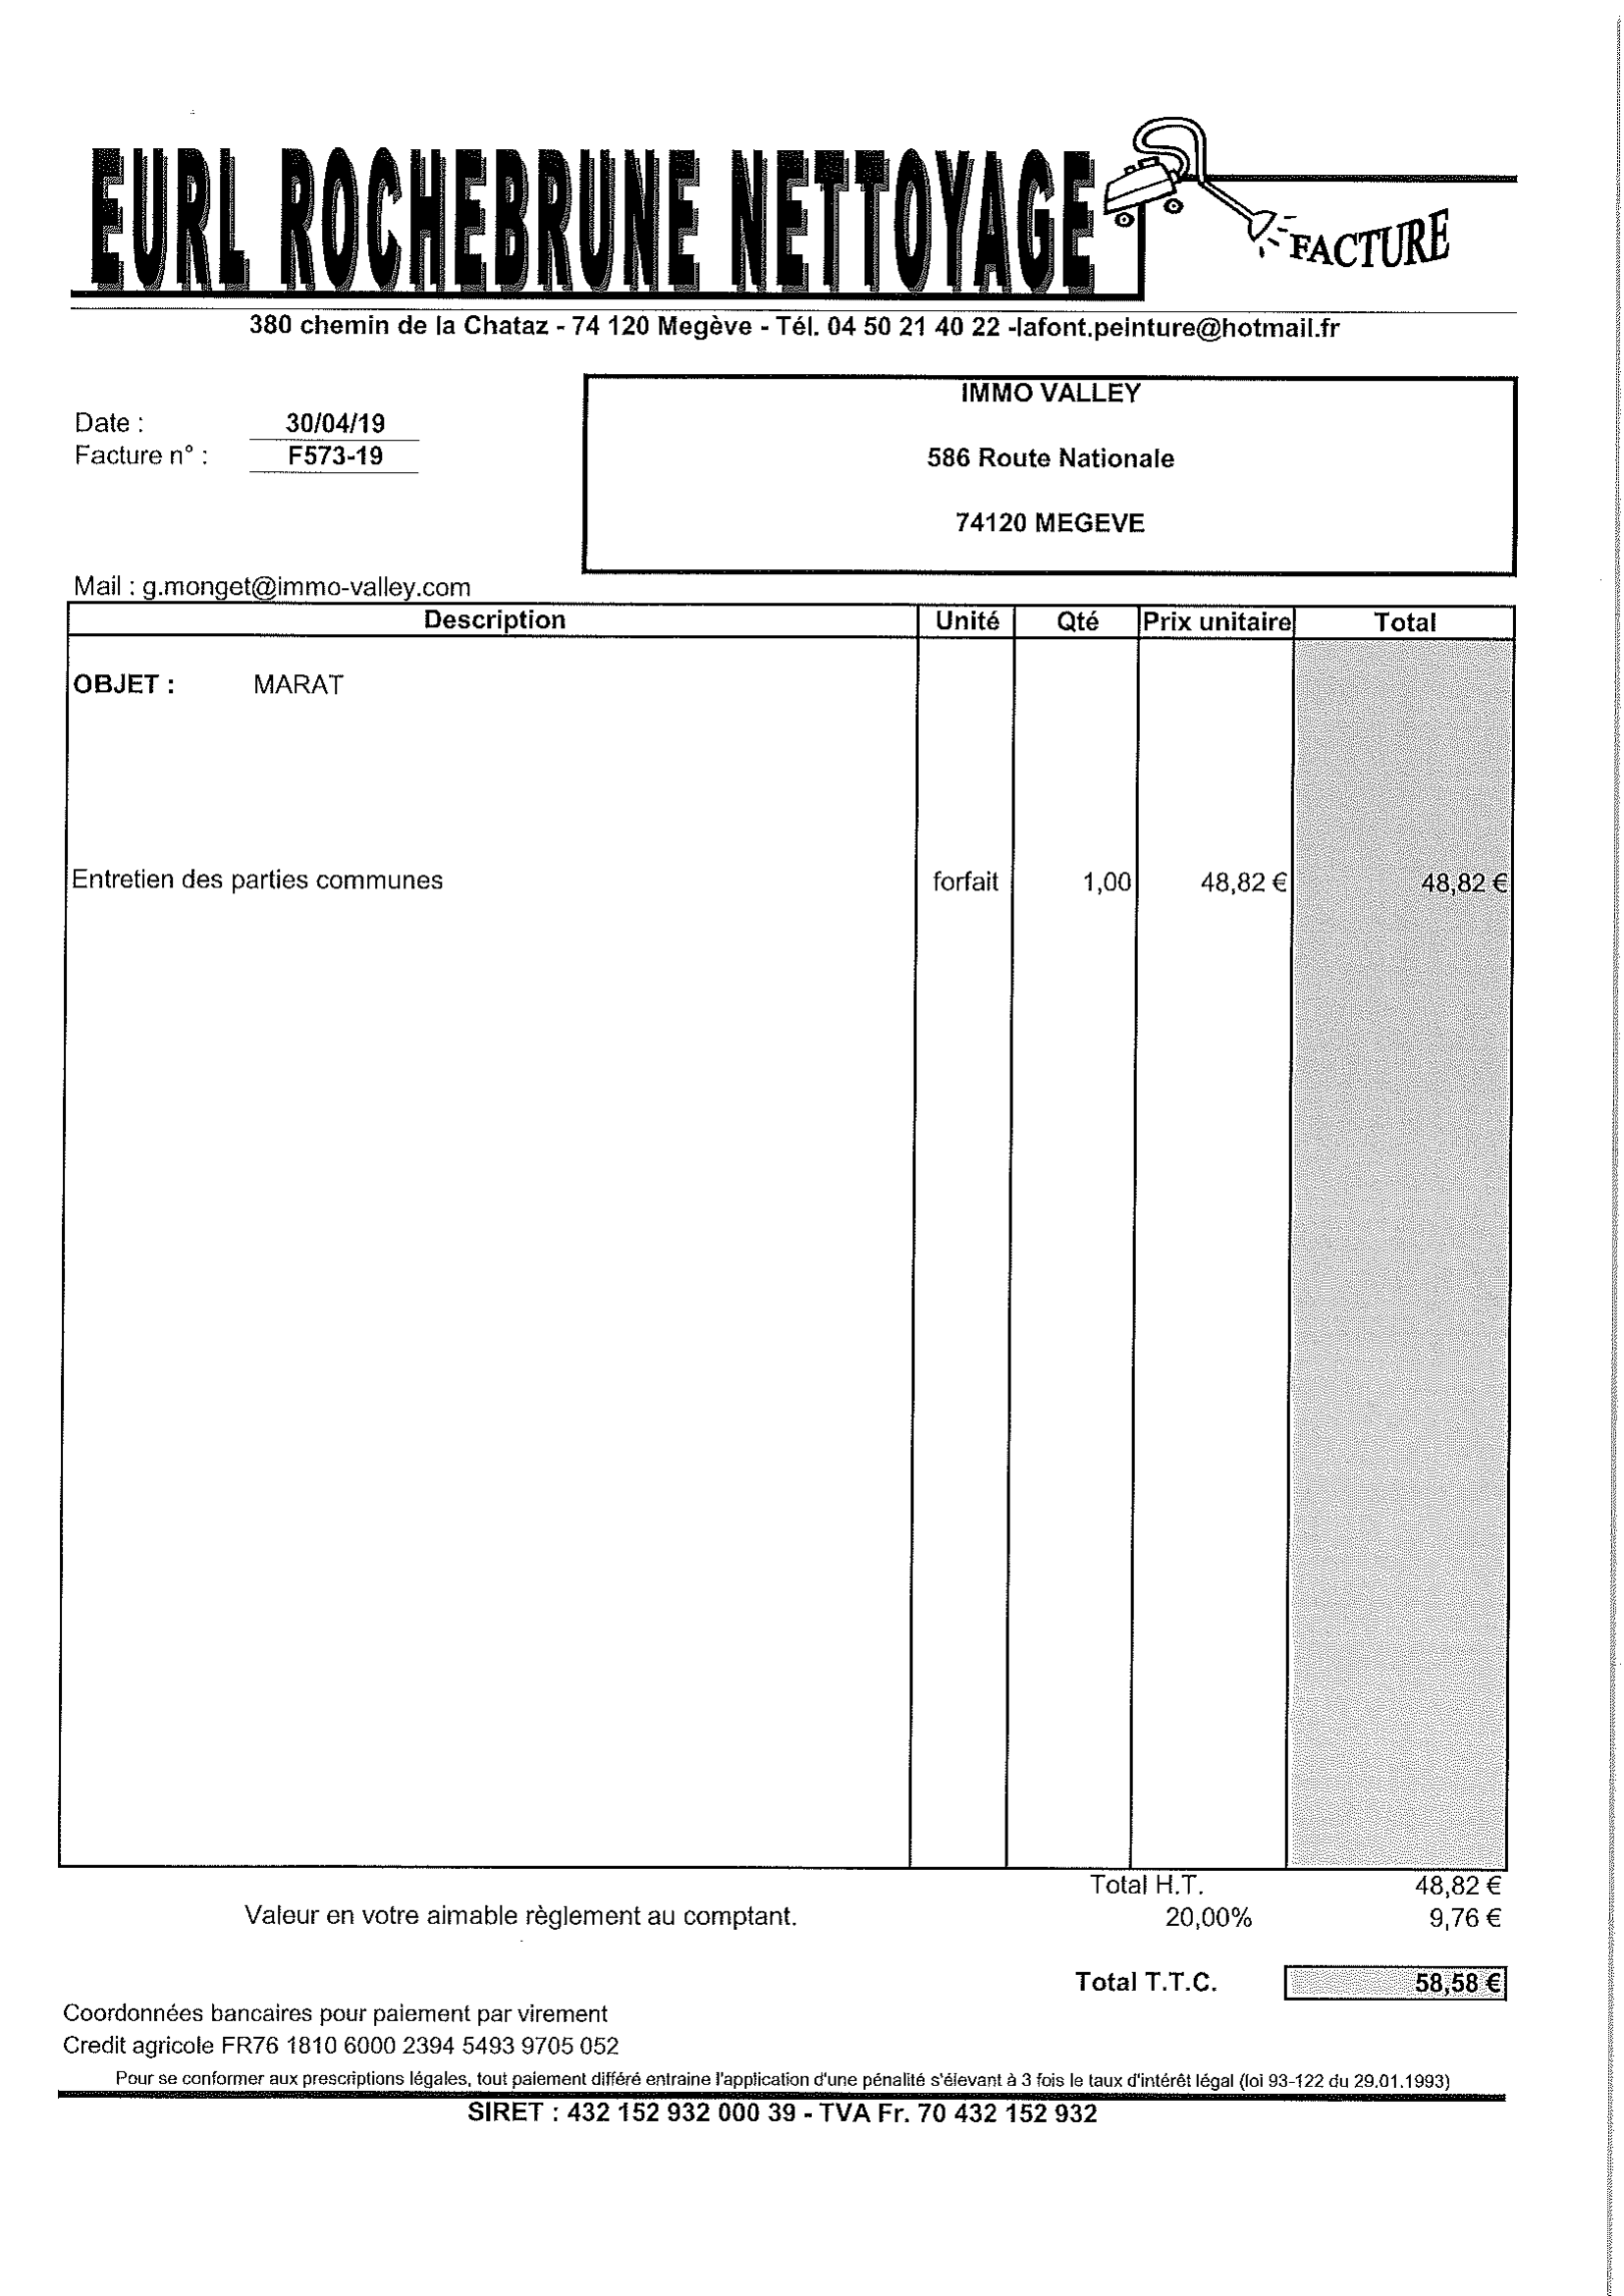 EURL ROCHEBRUNE NETTOYAGE
FACTURE
380 chemin de la Chataz - 74 120 Megève - Tél. 04 50 21 40 22 -lafont.peinture@hotmail.fr
IMMO VALLEY
Date : 30/04/19
Facture n° : F573-19
586 Route Nationale
74120 MEGEVE
Mail : g.monget@immo-valley.com
Description Unité Qté Prix unitaire Total
OBJET : MARAT
Entretien des parties communes forfait 1,00 48,82 € 48,82 €
Total H.T. 48,82 €
Valeur en votre aimable règlement au comptant. 20,00% 9,76 €
Total T.T.C. 58,58 €
Coordonnées bancaires pour paiement par virement
Credit agricole FR76 1810 6000 2394 5493 9705 052
Pour se conformer aux prescriptions légales, tout paiement différé entraine l'application d'une pénalité s'élevant à 3 fois le taux d'intérêt légal (loi 93-122 du 29.01.1993)
SIRET : 432 152 932 000 39 - TVA Fr. 70 432 152 932